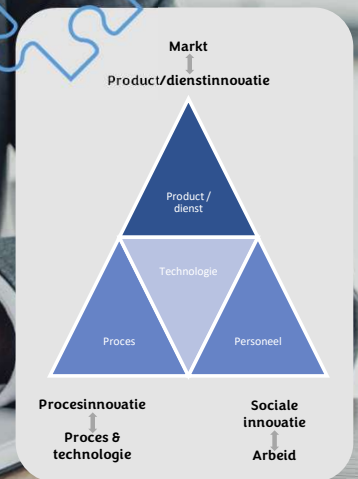 Markt
Product/dienstinnovatie
Product /
dienst
Technologie
Proces
Personeel
Procesinnovatie
Proces &
technologie
Sociale
innovatie
Arbeid